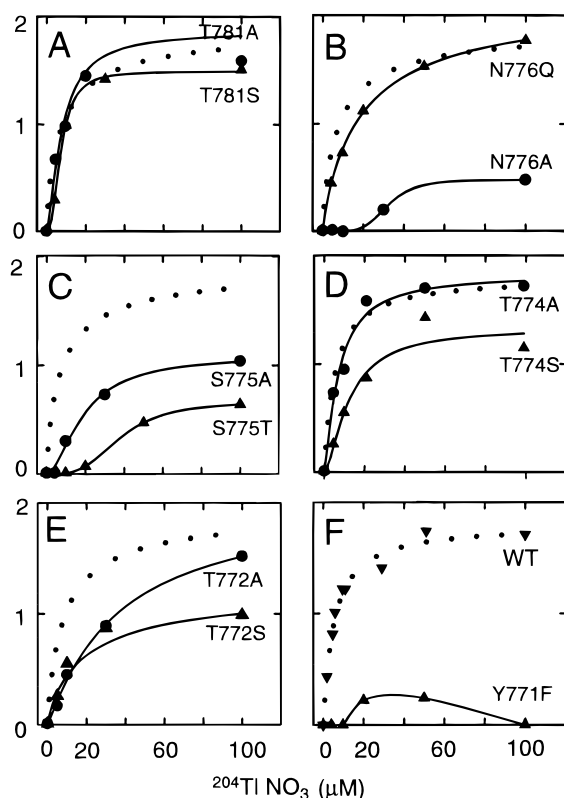 A
T781A
T781S
2
1
0
B
N776Q
N776A
C
S775A
S775T
2
1
0
D
T774A
T774S
E
T772A
T772S
2
1
0
0 20 60 100
F
WT
Y771F
0 20 60 100
²⁰⁴Tl NO₃ (μM)